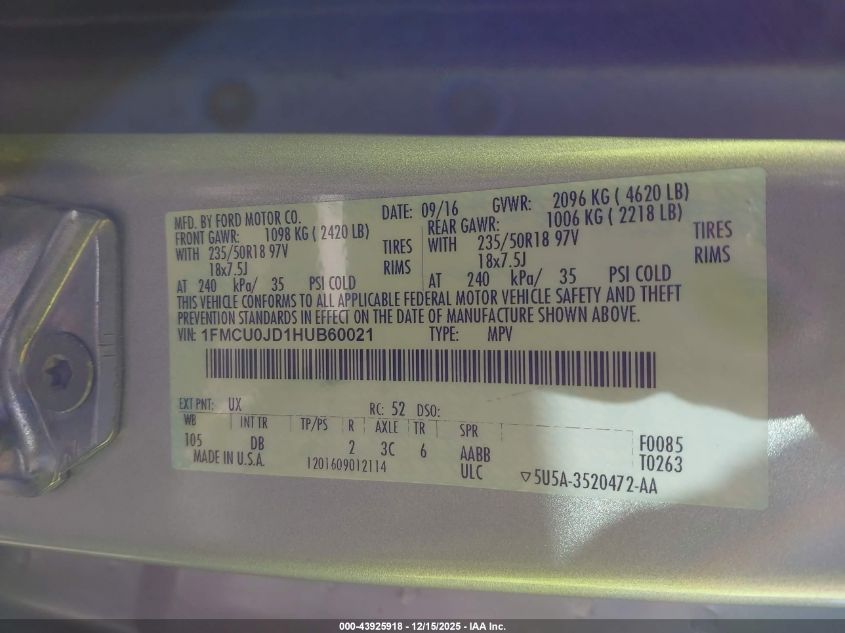 MFD. BY FORD MOTOR CO. DATE: 09/16 GVWR: 2096 KG ( 4620 LB)
FRONT GAWR: 1098 KG ( 2420 LB) REAR GAWR: 1006 KG ( 2218 LB)
WITH 235/50R18 97V TIRES WITH 235/50R18 97V TIRES
18x7.5J RIMS 18x7.5J RIMS
AT 240 kPa/ 35 PSI COLD AT 240 kPa/ 35 PSI COLD
THIS VEHICLE CONFORMS TO ALL APPLICABLE FEDERAL MOTOR VEHICLE SAFETY AND THEFT
PREVENTION STANDARDS IN EFFECT ON THE DATE OF MANUFACTURE SHOWN ABOVE.
VIN: 1FMCU0JD1HUB60021 TYPE: MPV
EXT PNT: UX RC: 52 DSO:
WB INT TR TP/PS R AXLE TR SPR
105 DB 2 3C 6 AABB F0085
MADE IN U.S.A. 1201609012114 ULC T0263
▽5U5A-3520472-AA
000-43925918 - 12/15/2025 - IAA Inc.